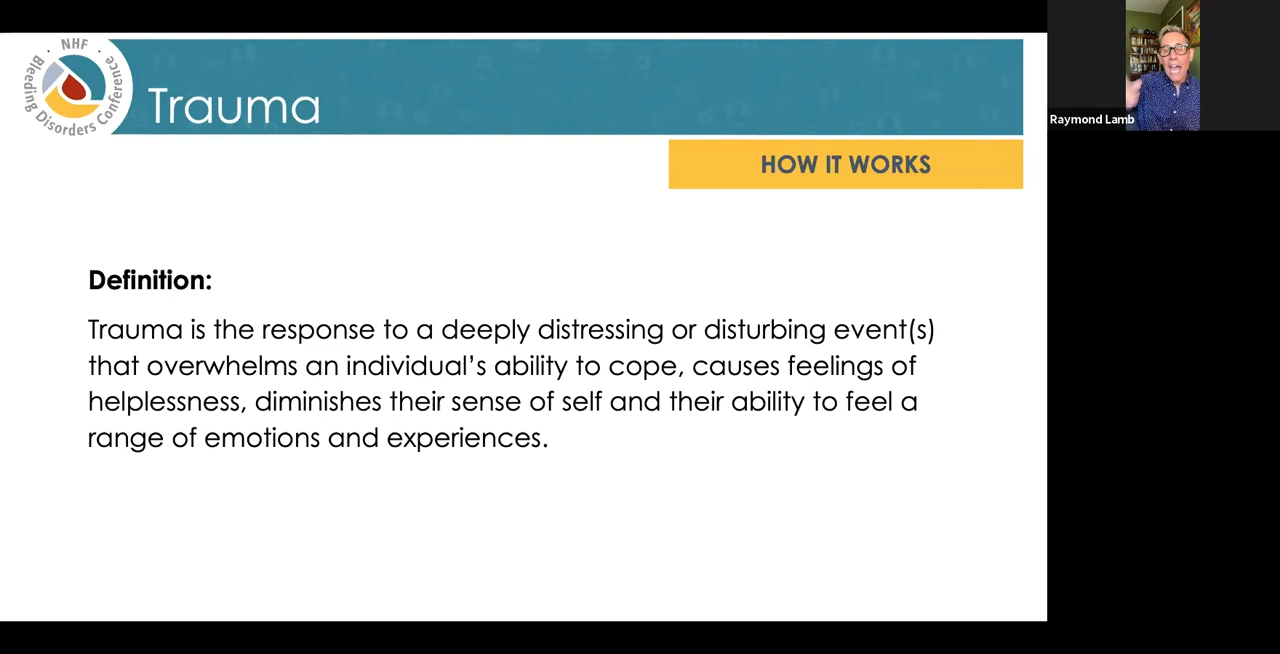 NHF
Bleeding Disorders Conference
Trauma
HOW IT WORKS
Definition:
Trauma is the response to a deeply distressing or disturbing event(s)
that overwhelms an individual’s ability to cope, causes feelings of
helplessness, diminishes their sense of self and their ability to feel a
range of emotions and experiences.
Raymond Lamb